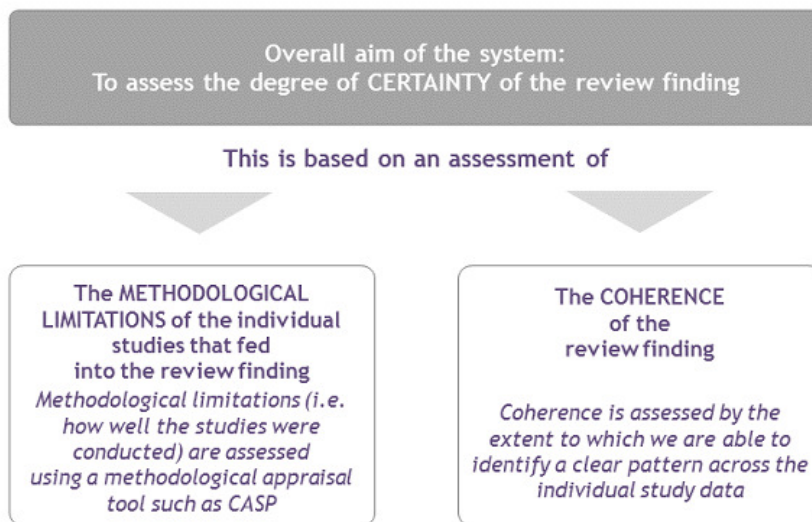 Overall aim of the system:
To assess the degree of CERTAINTY of the review finding
This is based on an assessment of
The METHODOLOGICAL
LIMITATIONS of the individual
studies that fed
into the review finding
Methodological limitations (i.e.
how well the studies were
conducted) are assessed
using a methodological appraisal
tool such as CASP
The COHERENCE
of the
review finding
Coherence is assessed by the
extent to which we are able to
identify a clear pattern across the
individual study data